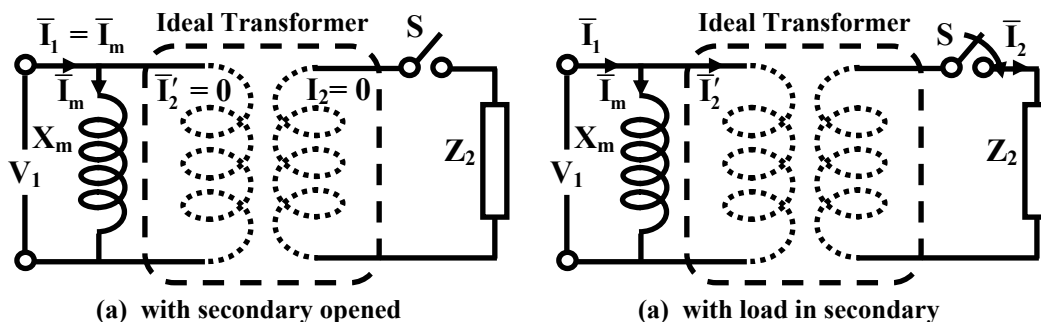 Ideal Transformer
Ī₁ = Īₘ
S
Īₘ
Ī′₂ = 0
I₂= 0
Xₘ
V₁
Z₂
(a) with secondary opened
Ideal Transformer
Ī₁
S
Ī₂
Īₘ
Ī′₂
Xₘ
V₁
Z₂
(a) with load in secondary